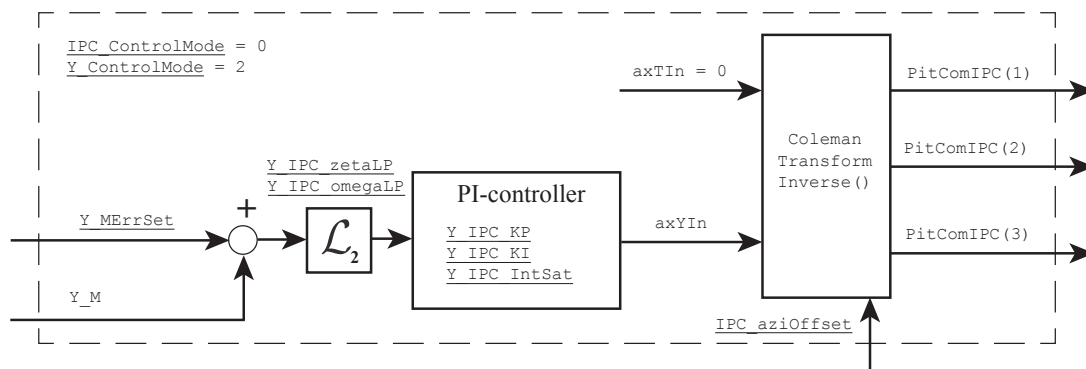 IPC_ControlMode = 0
Y_ControlMode = 2
axTIn = 0
PitComIPC(1)
Coleman
Transform
Inverse()
PitComIPC(2)
Y_IPC_zetaLP
Y_IPC_omegaLP
+
PI-controller
Y_MErrSet
ℒ₂
Y_IPC_KP
Y_IPC_KI
Y_IPC_IntSat
axYIn
PitComIPC(3)
Y_M
IPC_aziOffset